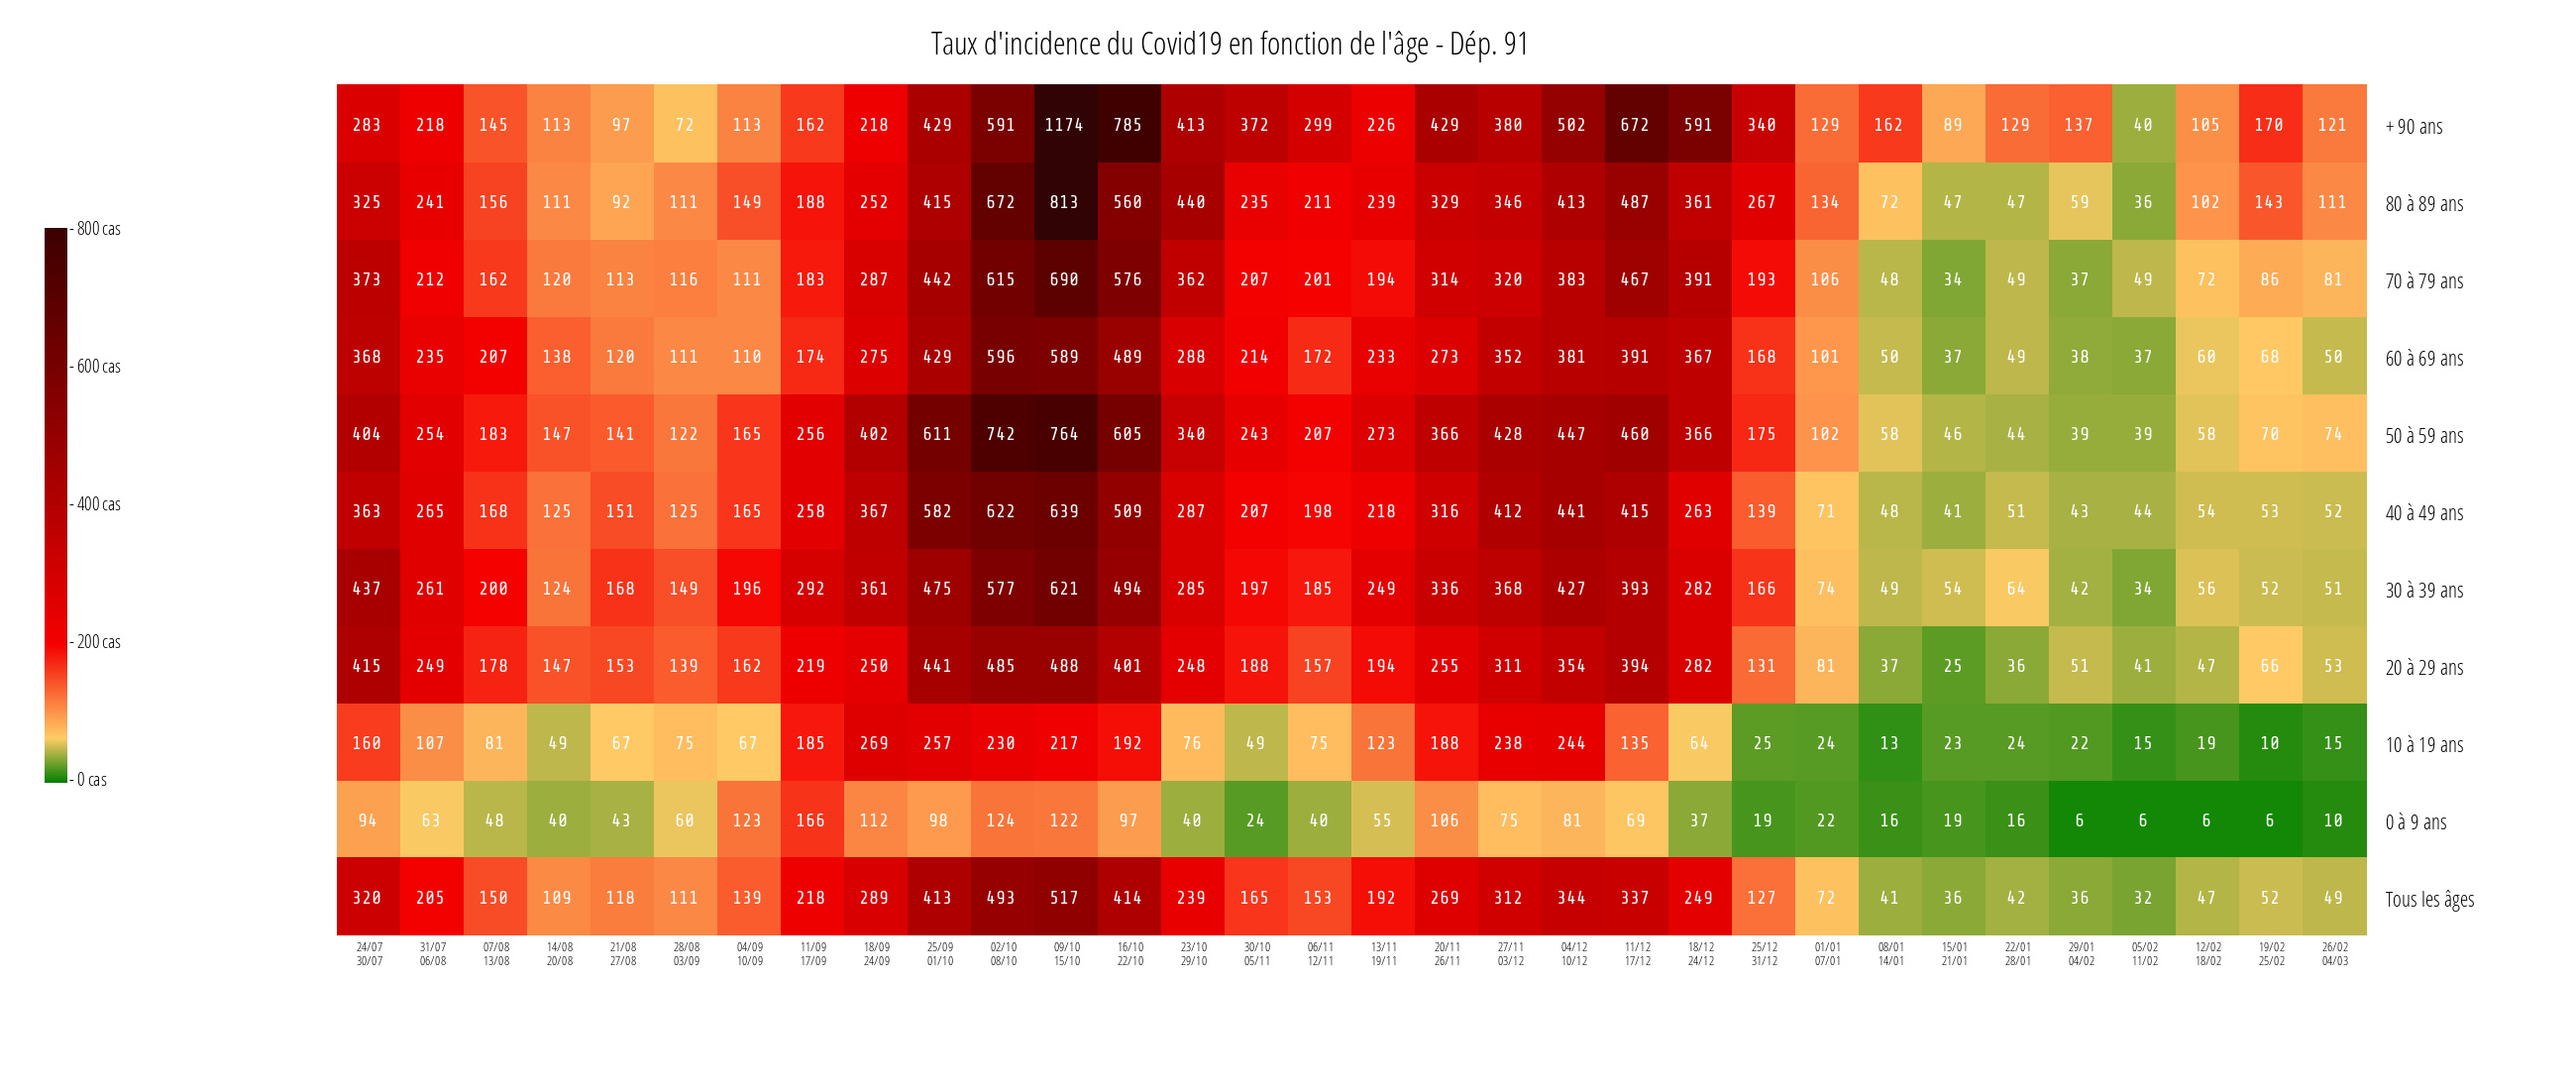 Taux d'incidence du Covid19 en fonction de l'âge - Dép. 91
- 800 cas
- 600 cas
- 400 cas
- 200 cas
- 0 cas
283 218 145 113 97 72 113 162 218 429 591 1174 785 413 372 299 226 429 380 502 672 591 340 129 162 89 129 137 40 105 170 121 + 90 ans
325 241 156 111 92 111 149 188 252 415 672 813 560 440 235 211 239 329 346 413 487 361 267 134 72 47 47 59 36 102 143 111 80 à 89 ans
373 212 162 120 113 116 111 183 287 442 615 690 576 362 207 201 194 314 320 383 467 391 193 106 48 34 49 37 49 72 86 81 70 à 79 ans
368 235 207 138 120 111 110 174 275 429 596 589 489 288 214 172 233 273 352 381 391 367 168 101 50 37 49 38 37 60 68 50 60 à 69 ans
404 254 183 147 141 122 165 256 402 611 742 764 605 340 243 207 273 366 428 447 460 366 175 102 58 46 44 39 39 58 70 74 50 à 59 ans
363 265 168 125 151 125 165 258 367 582 622 639 509 287 207 198 218 316 412 441 415 263 139 71 48 41 51 43 44 54 53 52 40 à 49 ans
437 261 200 124 168 149 196 292 361 475 577 621 494 285 197 185 249 336 368 427 393 282 166 74 49 54 64 42 34 56 52 51 30 à 39 ans
415 249 178 147 153 139 162 219 250 441 485 488 401 248 188 157 194 255 311 354 394 282 131 81 37 25 36 51 41 47 66 53 20 à 29 ans
160 107 81 49 67 75 67 185 269 257 230 217 192 76 49 75 123 188 238 244 135 64 25 24 13 23 24 22 15 19 10 15 10 à 19 ans
94 63 48 40 43 60 123 166 112 98 124 122 97 40 24 40 55 106 75 81 69 37 19 22 16 19 16 6 6 6 6 10 0 à 9 ans
320 205 150 109 118 111 139 218 289 413 493 517 414 239 165 153 192 269 312 344 337 249 127 72 41 36 42 36 32 47 52 49 Tous les âges
24/07 31/07 07/08 14/08 21/08 28/08 04/09 11/09 18/09 25/09 02/10 09/10 16/10 23/10 30/10 06/11 13/11 20/11 27/11 04/12 11/12 18/12 25/12 01/01 08/01 15/01 22/01 29/01 05/02 12/02 19/02 26/02
30/07 06/08 13/08 20/08 27/08 03/09 10/09 17/09 24/09 01/10 08/10 15/10 22/10 29/10 05/11 12/11 19/11 26/11 03/12 10/12 17/12 24/12 31/12 07/01 14/01 21/01 28/01 04/02 11/02 18/02 25/02 04/03